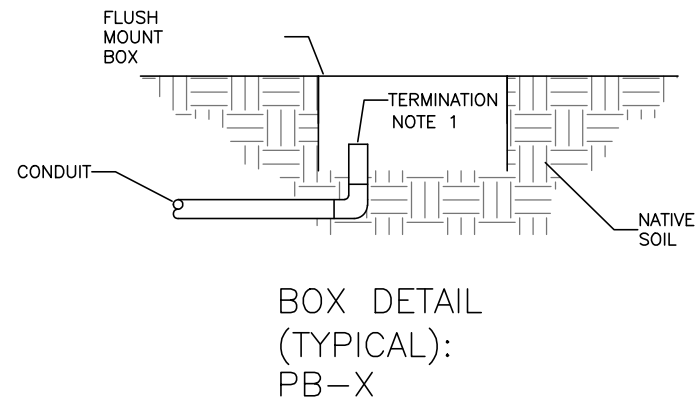 FLUSH
MOUNT
BOX
TERMINATION
NOTE 1
CONDUIT
NATIVE
SOIL
BOX DETAIL
(TYPICAL):
PB-X